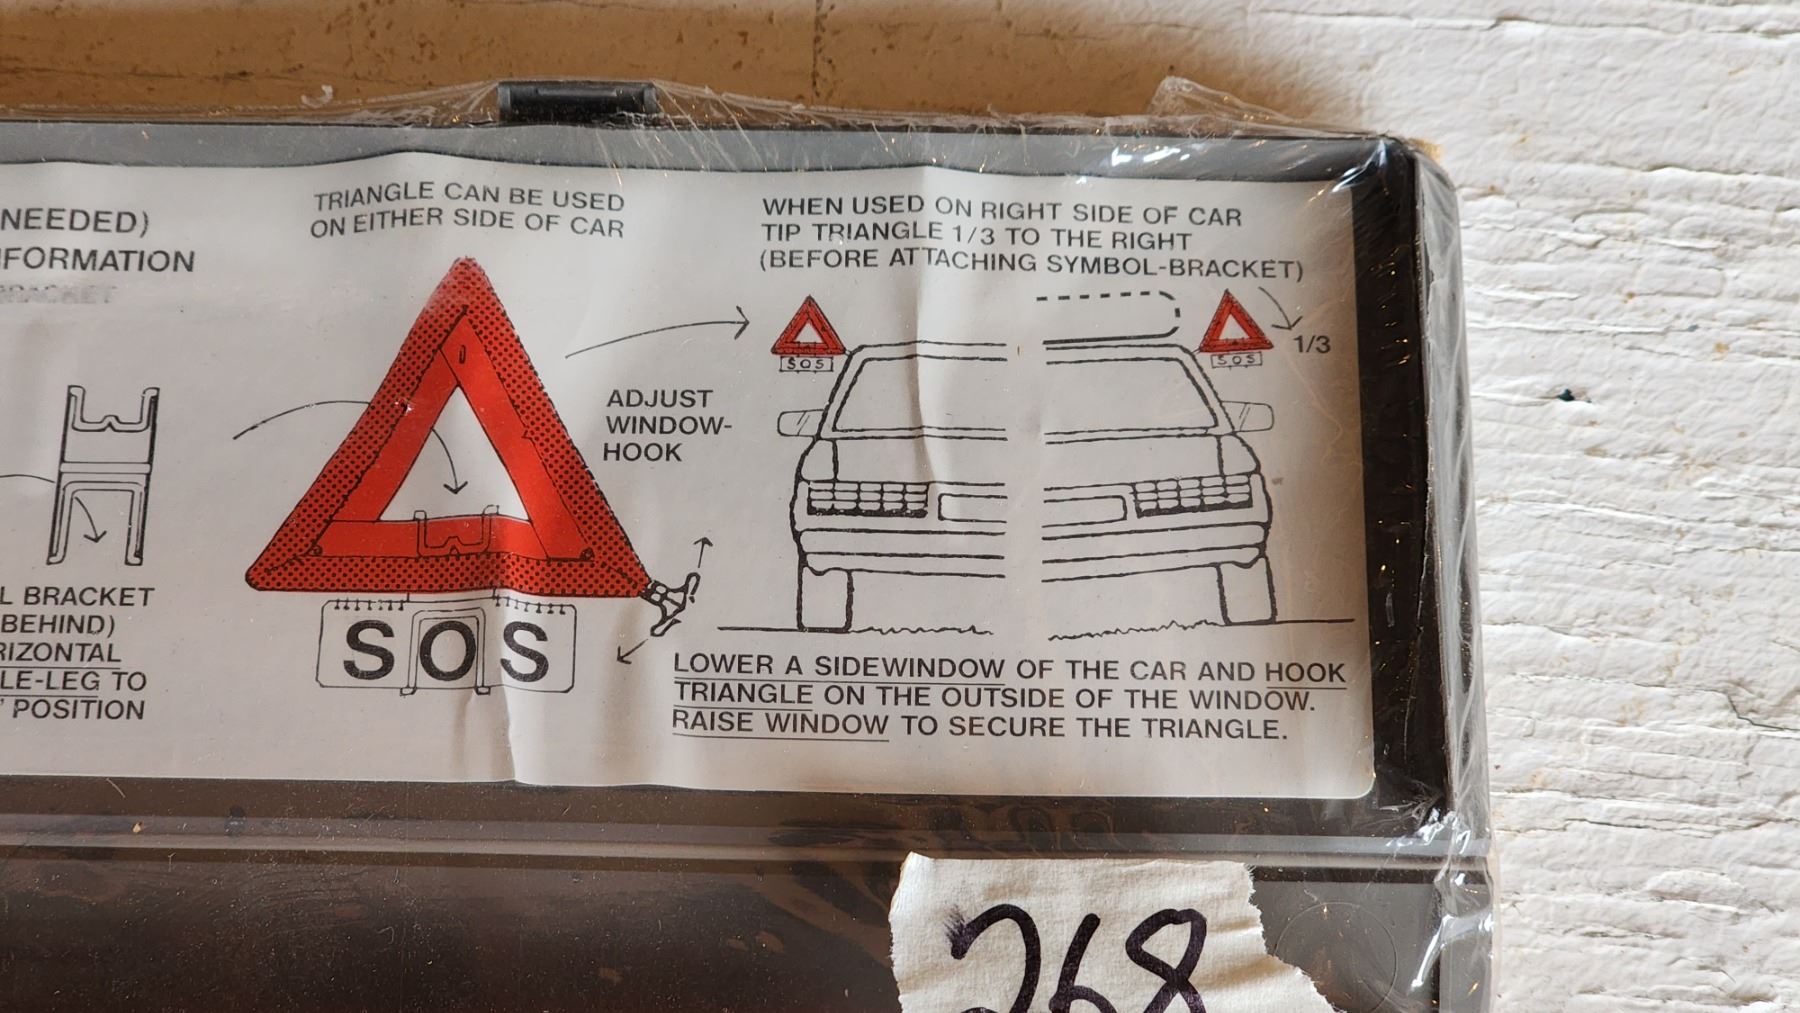 NEEDED)
FORMATION
BRACKET
L BRACKET
BEHIND)
RIZONTAL
LE-LEG TO
' POSITION
TRIANGLE CAN BE USED
ON EITHER SIDE OF CAR
ADJUST
WINDOW-
HOOK
SOS
WHEN USED ON RIGHT SIDE OF CAR
TIP TRIANGLE 1/3 TO THE RIGHT
(BEFORE ATTACHING SYMBOL-BRACKET)
SOS
SOS
1/3
LOWER A SIDEWINDOW OF THE CAR AND HOOK
TRIANGLE ON THE OUTSIDE OF THE WINDOW.
RAISE WINDOW TO SECURE THE TRIANGLE.
268